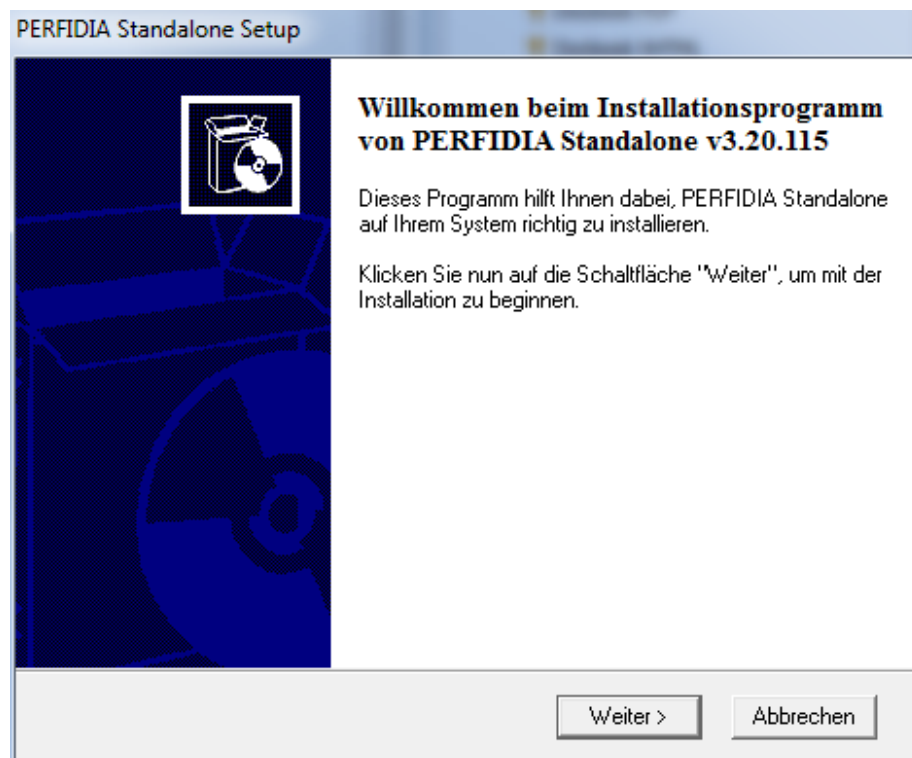 PERFIDIA Standalone Setup
Willkommen beim Installationsprogramm
von PERFIDIA Standalone v3.20.115
Dieses Programm hilft Ihnen dabei, PERFIDIA Standalone
auf Ihrem System richtig zu installieren.
Klicken Sie nun auf die Schaltfläche "Weiter", um mit der
Installation zu beginnen.
Weiter >
Abbrechen